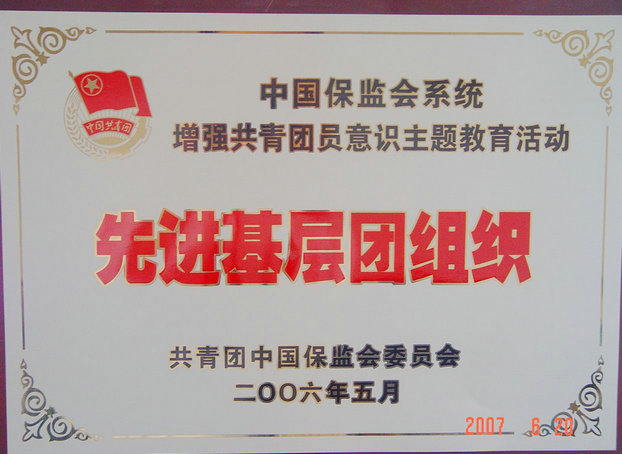 中国共青团
中国保监会系统
增强共青团员意识主题教育活动
先进基层团组织
共青团中国保监会委员会
二〇〇六年五月
2007 6 20